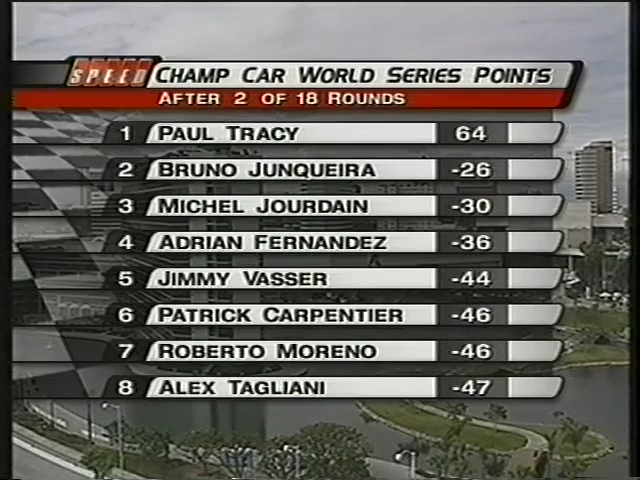 SPEED CHAMP CAR WORLD SERIES POINTS
AFTER 2 OF 18 ROUNDS
1 PAUL TRACY 64
2 BRUNO JUNQUEIRA -26
3 MICHEL JOURDAIN -30
4 ADRIAN FERNANDEZ -36
5 JIMMY VASSER -44
6 PATRICK CARPENTIER -46
7 ROBERTO MORENO -46
8 ALEX TAGLIANI -47